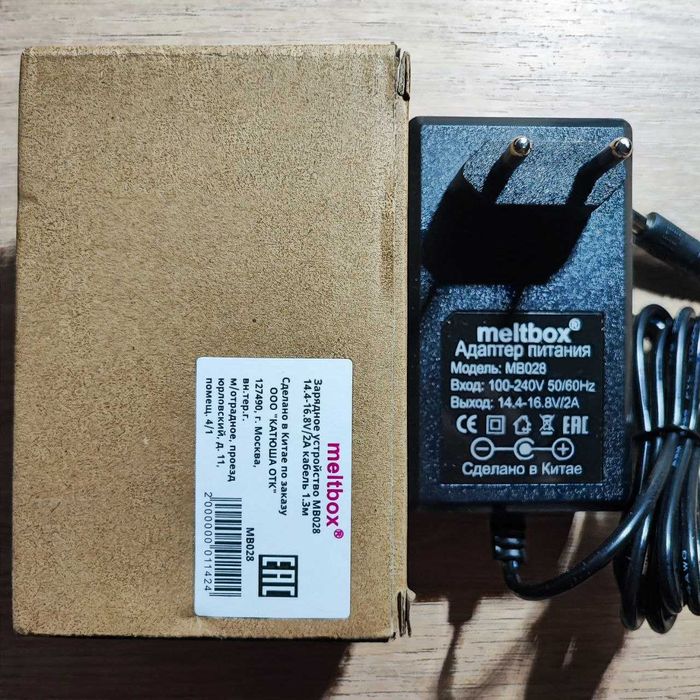 meltbox®
Зарядное устройство MB028
14.4-16.8V/2A кабель 1.3м
Сделано в Китае по заказу
ООО "КАТЮША ОТК"
127490, г. Москва,
вн.тер.г.
м/отрадное, проезд
юрловский, д. 11,
помещ. 4/1
MB028
2000000011424
EAC
meltbox®
Адаптер питания
Модель: MB028
Вход: 100-240V 50/60Hz
Выход: 14.4-16.8V/2A
CE EAC
Сделано в Китае